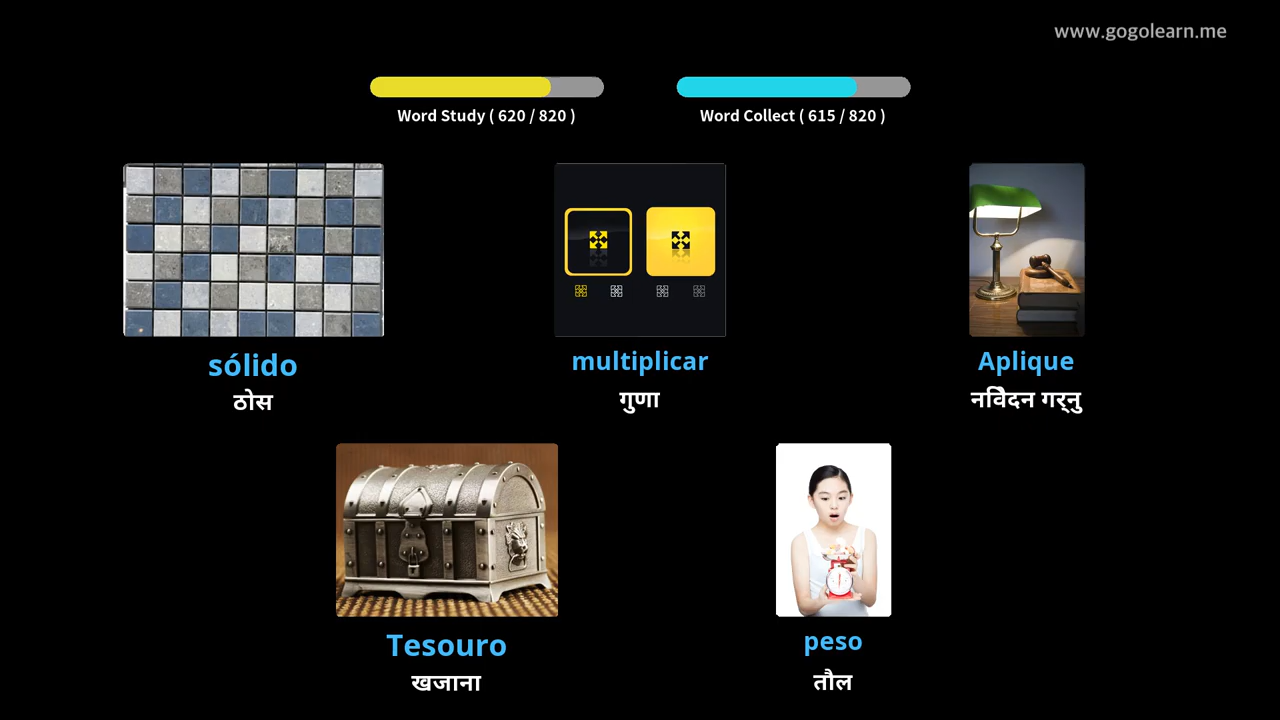 www.gogolearn.me
Word Study ( 620 / 820 )
Word Collect ( 615 / 820 )
sólido
ठोस
multiplicar
गुणा
Aplique
निवेदन गर्नु
Tesouro
खजाना
peso
तौल